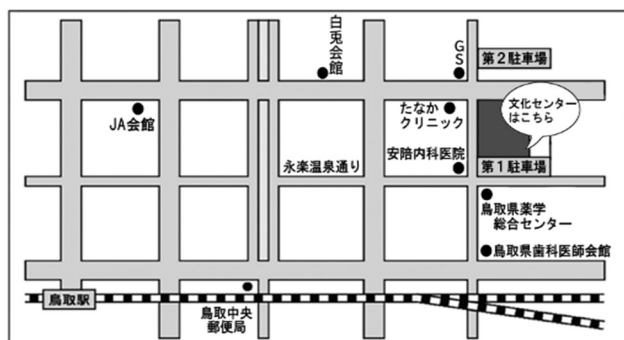 白兎会館
GS
第2駐車場
文化センター
はこちら
JA会館
たなか
クリニック
安陪内科医院
永楽温泉通り
第1駐車場
鳥取県薬学
総合センター
鳥取県歯科医師会館
鳥取駅
鳥取中央
郵便局